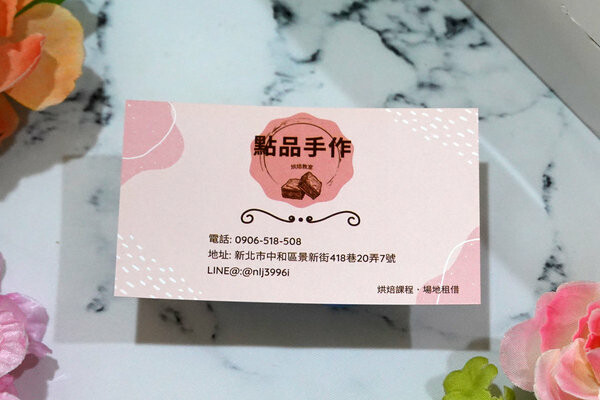 點品手作
烘焙教室
電話: 0906-518-508
地址: 新北市中和區景新街418巷20弄7號
LINE@:@nlj3996i
烘焙課程・場地租借